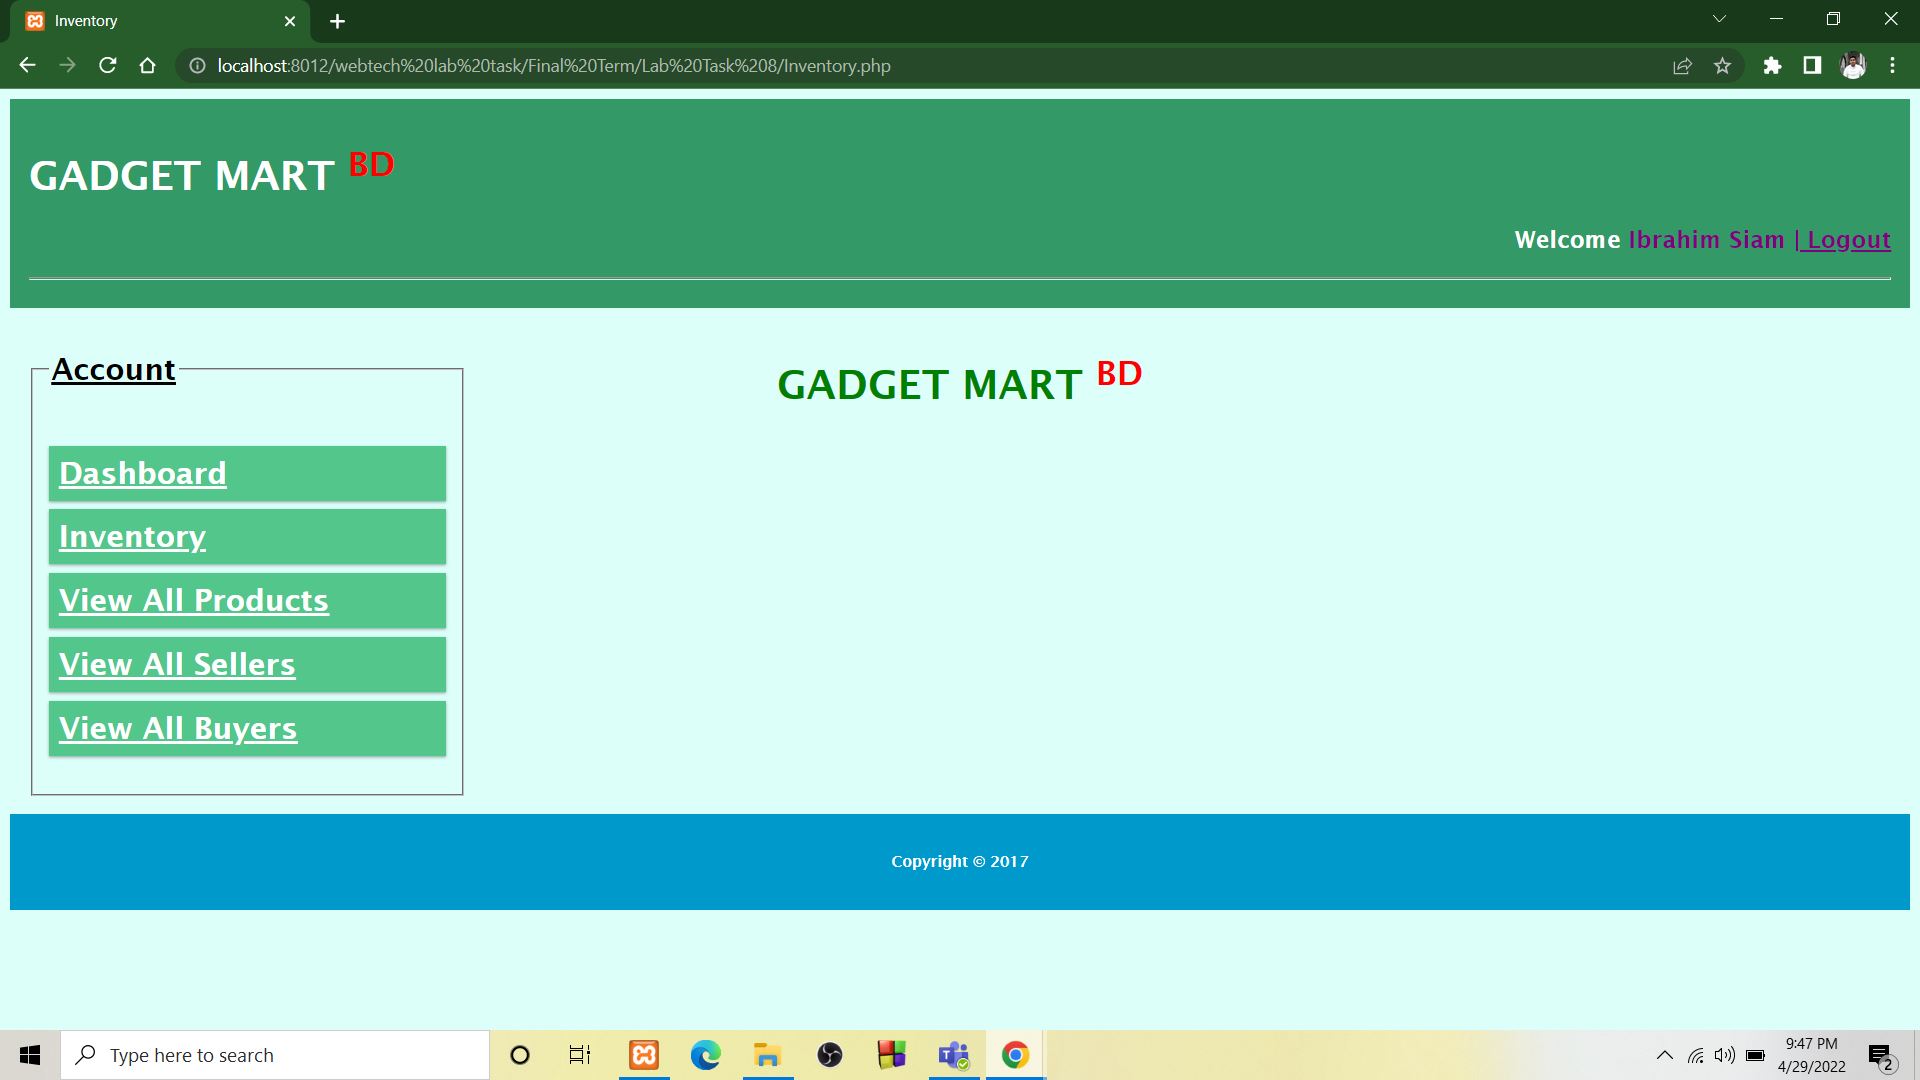 Inventory
localhost:8012/webtech%20lab%20task/Final%20Term/Lab%20Task%208/Inventory.php
GADGET MART BD
Welcome Ibrahim Siam | Logout
Account
GADGET MART BD
Dashboard
Inventory
View All Products
View All Sellers
View All Buyers
Copyright © 2017
Type here to search
9:47 PM
4/29/2022
2